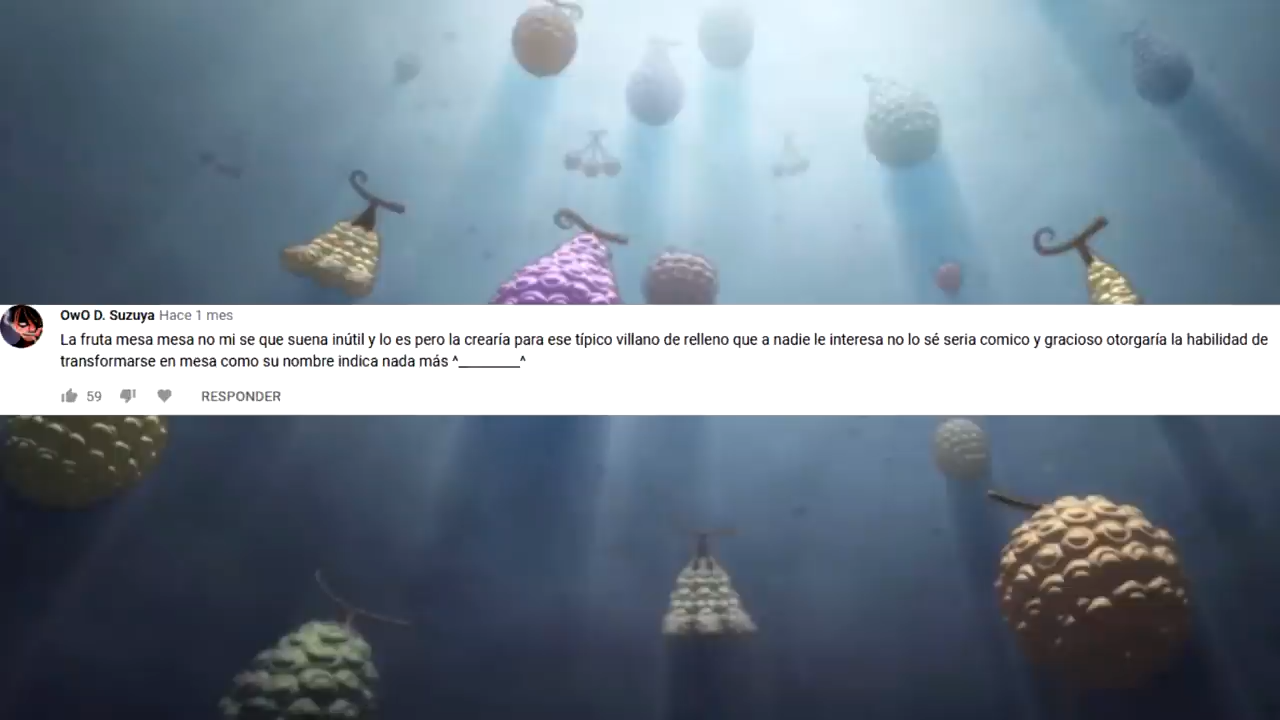 OwO D. Suzuya Hace 1 mes
La fruta mesa mesa no mi se que suena inútil y lo es pero la crearía para ese típico villano de relleno que a nadie le interesa no lo sé seria comico y gracioso otorgaría la habilidad de
transformarse en mesa como su nombre indica nada más ^_________^
59 RESPONDER